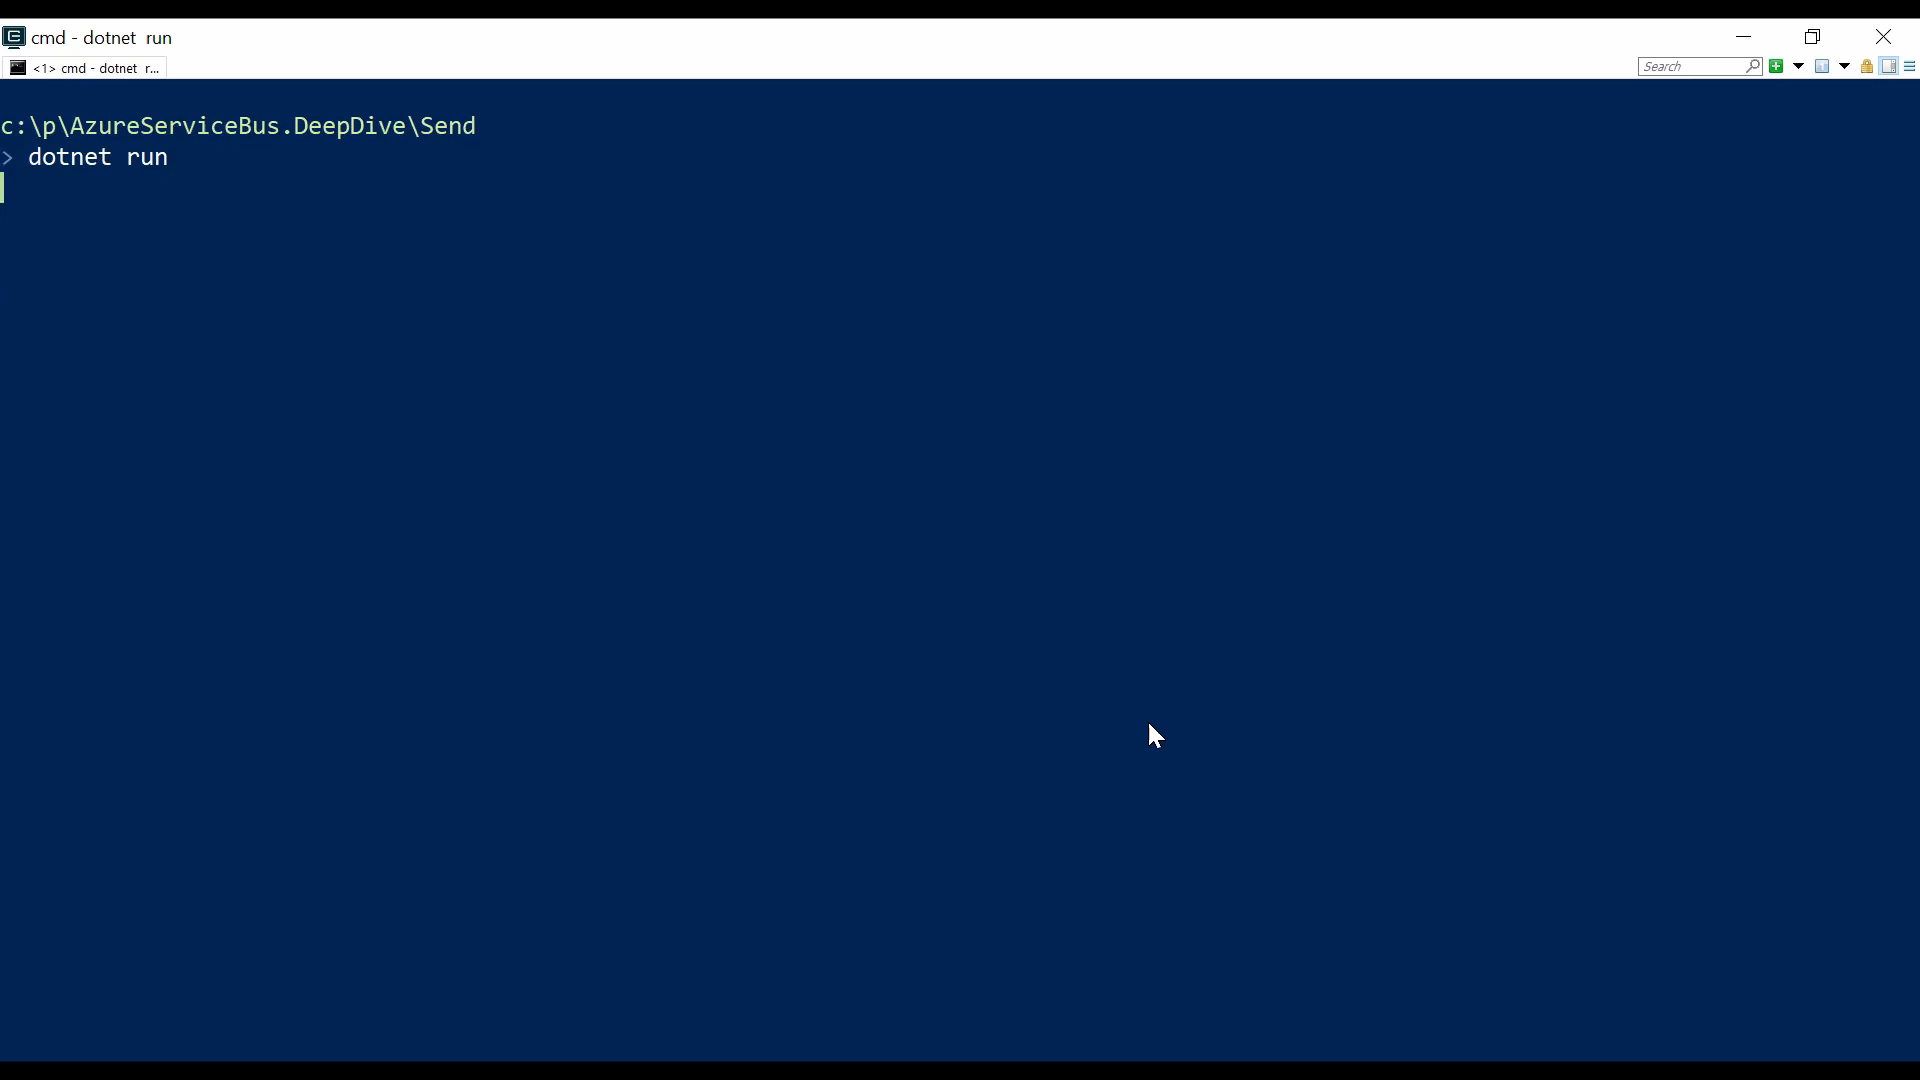 cmd - dotnet  run
<1> cmd - dotnet  r...
Search
c:\p\AzureServiceBus.DeepDive\Send
> dotnet run